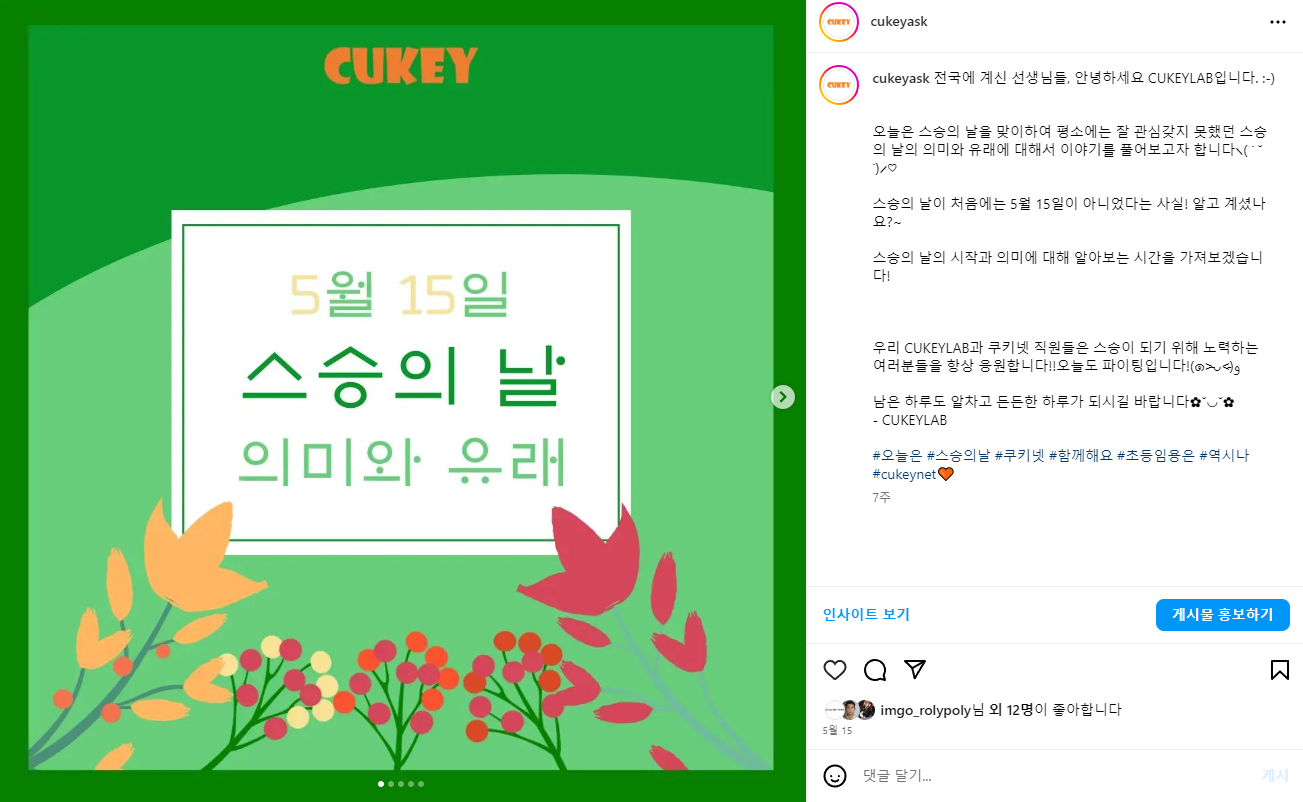 CUKEY
5월 15일
스승의 날
의미와 유래
CUKEY
cukeyask
CUKEY
cukeyask 전국에 계신 선생님들, 안녕하세요 CUKEYLAB입니다. :-)
오늘은 스승의 날을 맞이하여 평소에는 잘 관심갖지 못했던 스승
의 날의 의미와 유래에 대해서 이야기를 풀어보고자 합니다ヽ( ˙ ˘
˙)ノ♡
스승의 날이 처음에는 5월 15일이 아니었다는 사실! 알고 계셨나
요?~
스승의 날의 시작과 의미에 대해 알아보는 시간을 가져보겠습니
다!
우리 CUKEYLAB과 쿠키넷 직원들은 스승이 되기 위해 노력하는
여러분들을 항상 응원합니다!!오늘도 파이팅입니다!(๑˃̵ᴗ˂̵)و
남은 하루도 알차고 든든한 하루가 되시길 바랍니다✿˘◡˘✿
- CUKEYLAB
#오늘은 #스승의날 #쿠키넷 #함께해요 #초등임용은 #역시나
#cukeynet🧡
7주
인사이트 보기
게시물 홍보하기
imgo_rolypoly님 외 12명이 좋아합니다
5월 15
댓글 달기...
게시